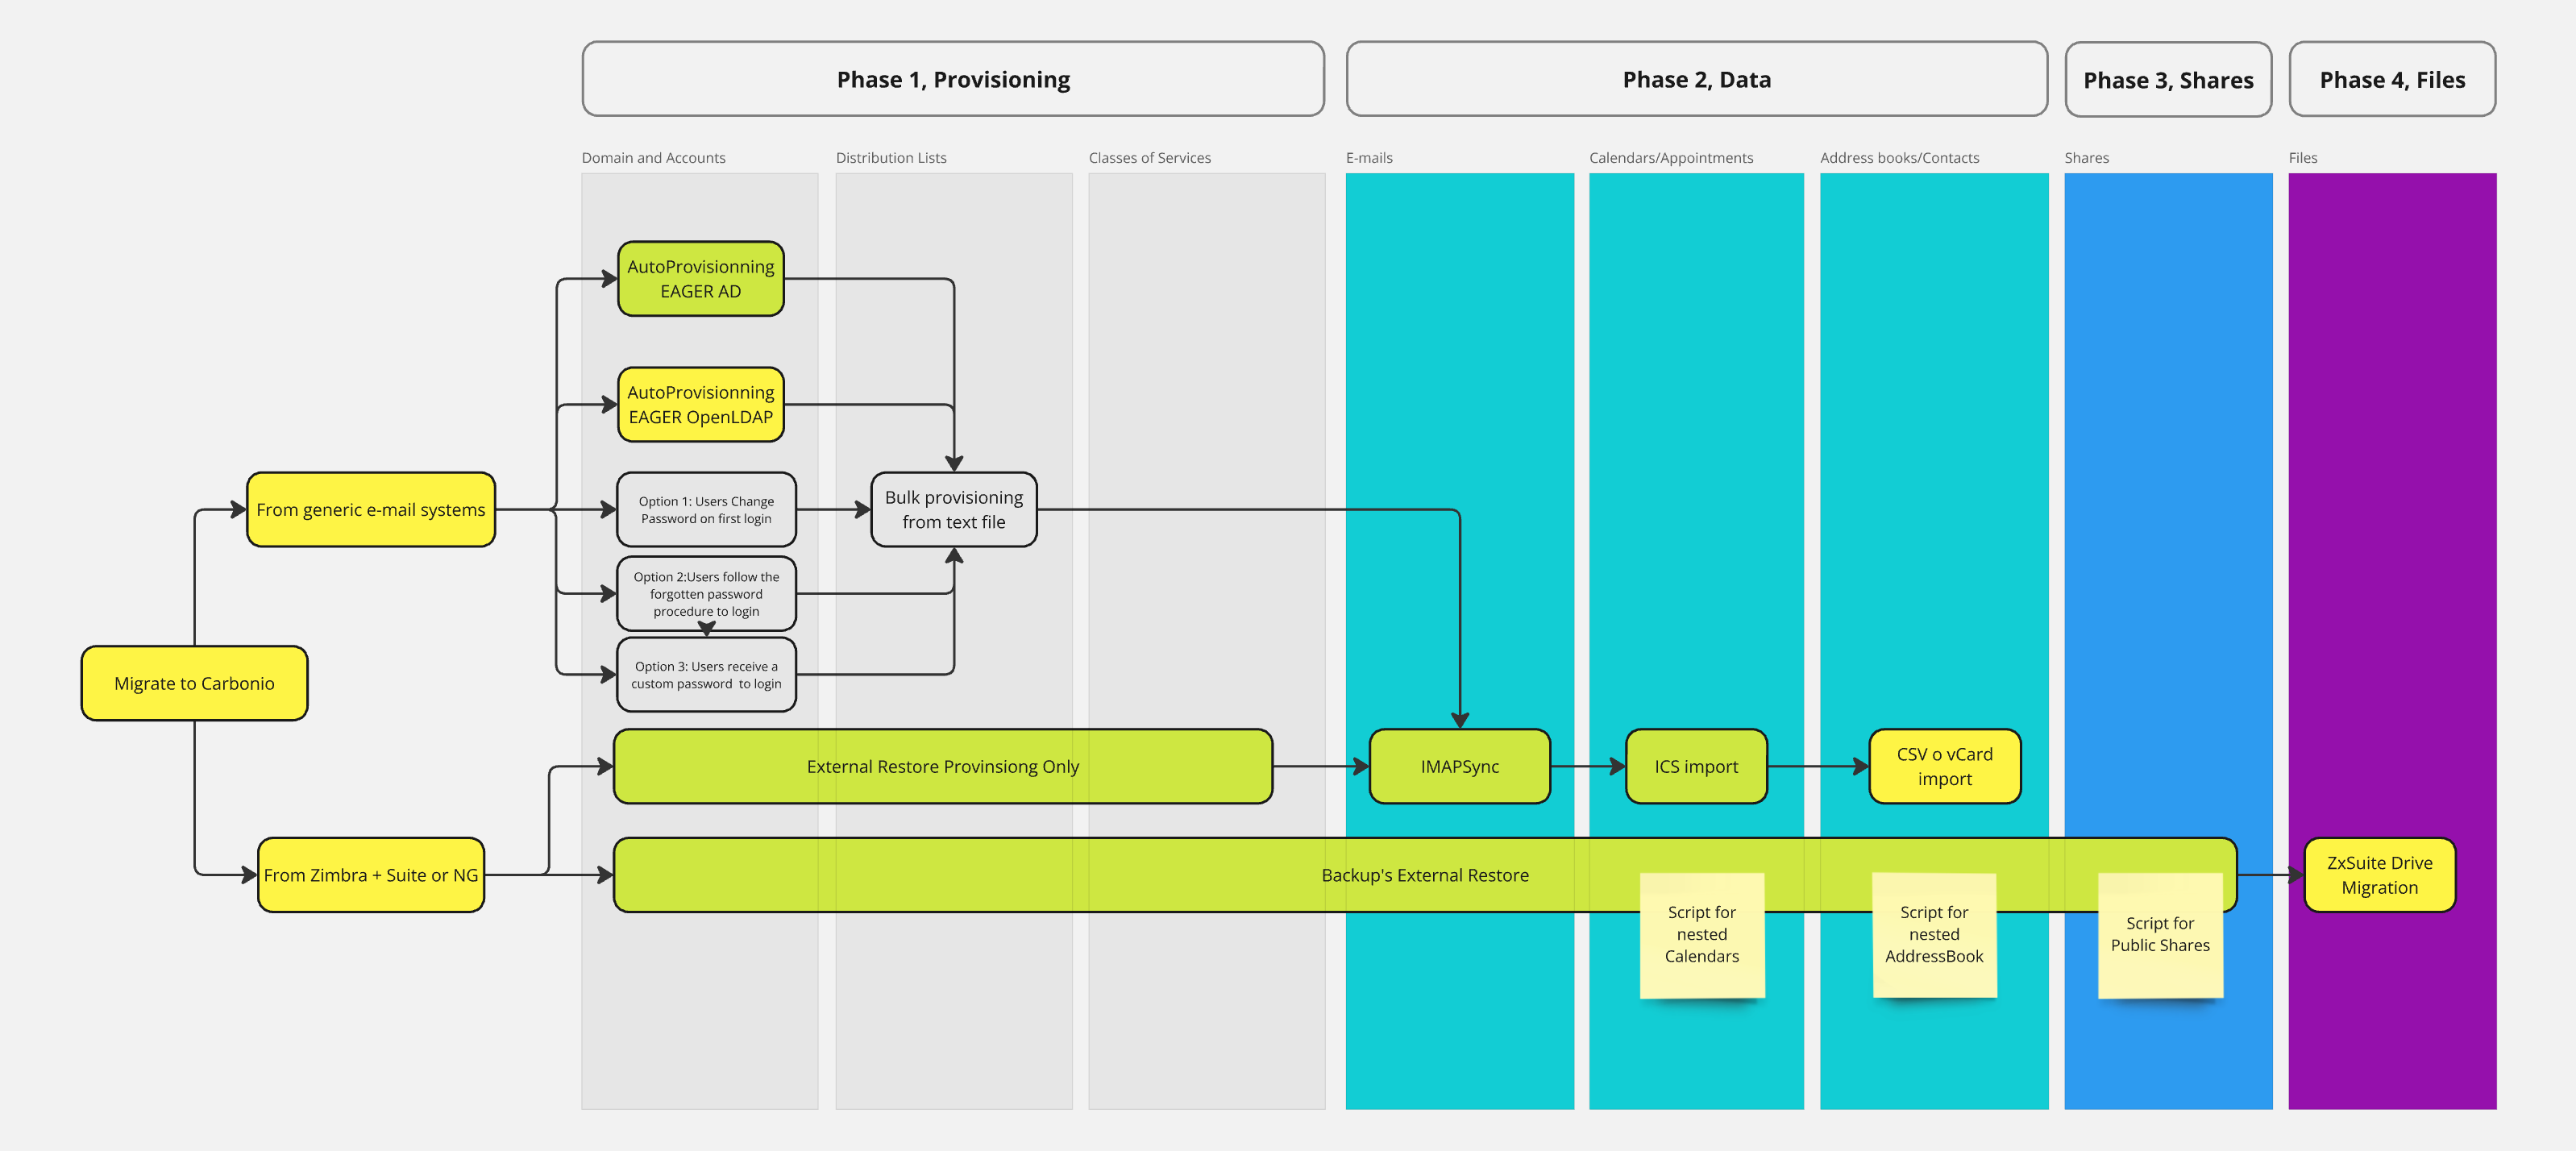 Phase 1, Provisioning
Phase 2, Data
Phase 3, Shares
Phase 4, Files
Domain and Accounts
Distribution Lists
Classes of Services
E-mails
Calendars/Appointments
Address books/Contacts
Shares
Files
AutoProvisionning
EAGER AD
AutoProvisionning
EAGER OpenLDAP
From generic e-mail systems
Option 1: Users Change
Password on first login
Bulk provisioning
from text file
Option 2:Users follow the
forgotten password
procedure to login
Option 3: Users receive a
custom password  to login
Migrate to Carbonio
External Restore Provinsiong Only
IMAPSync
ICS import
CSV o vCard
import
From Zimbra + Suite or NG
Backup's External Restore
ZxSuite Drive
Migration
Script for
nested
Calendars
Script for
nested
AddressBook
Script for
Public Shares